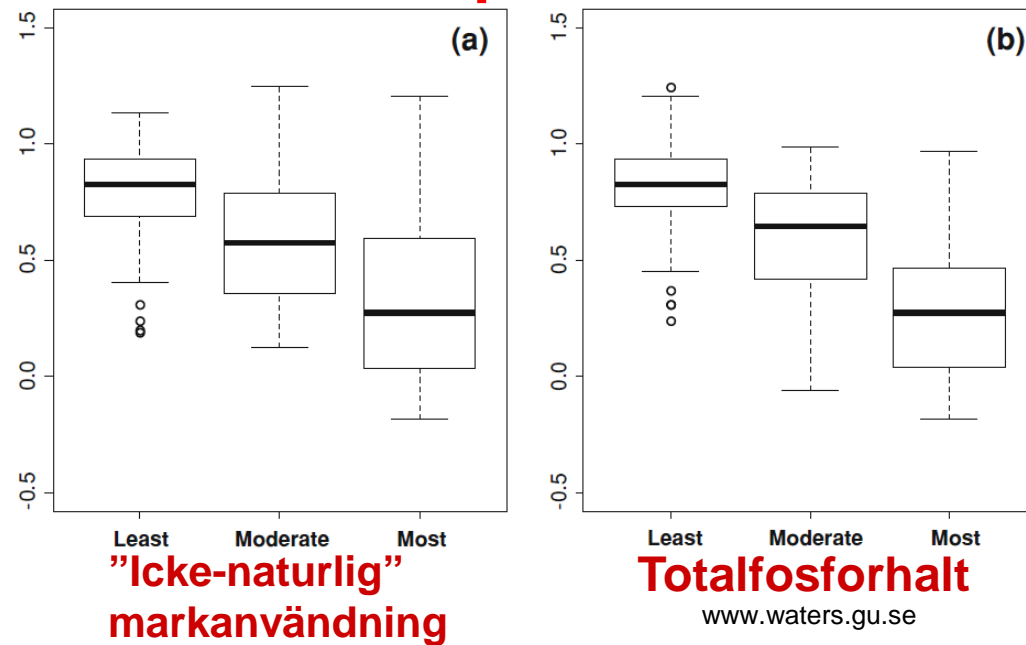 (a)
1.5
1.0
0.5
0.0
-0.5
Least Moderate Most
”Icke-naturlig”
markanvändning
(b)
1.5
1.0
0.5
0.0
-0.5
Least Moderate Most
Totalfosforhalt
www.waters.gu.se